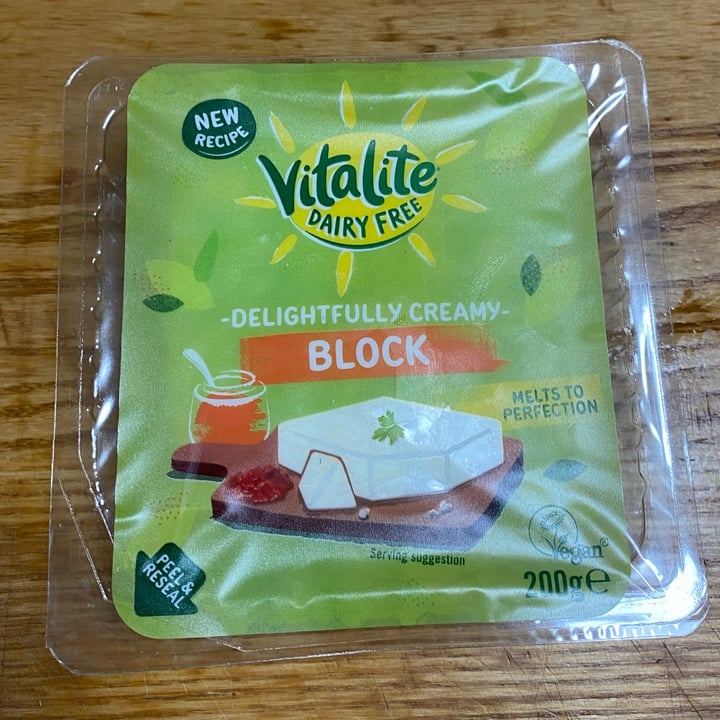 NEW
RECIPE
Vitalite
DAIRY FREE
-DELIGHTFULLY CREAMY-
BLOCK
MELTS TO
PERFECTION
Serving suggestion
Vegan®
PEEL &
RESEAL
200g℮